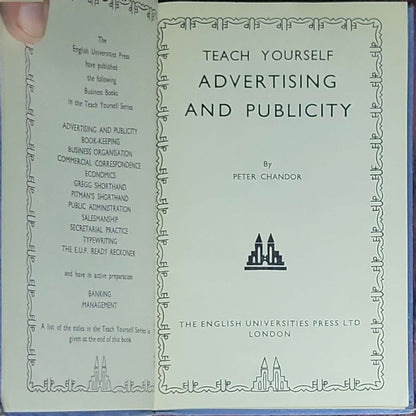 The
English Universities Press
have published
the following
Business Books
in the Teach Yourself Series
ADVERTISING AND PUBLICITY
BOOK-KEEPING
BUSINESS ORGANISATION
COMMERCIAL CORRESPONDENCE
ECONOMICS
GREGG SHORTHAND
PITMAN'S SHORTHAND
PUBLIC ADMINISTRATION
SALESMANSHIP
SECRETARIAL PRACTICE
TYPEWRITING
THE E.U.P. READY RECKONER
and have in active preparation
BANKING
MANAGEMENT
A list of the titles in the Teach Yourself Series is
given at the end of this book
TEACH YOURSELF
ADVERTISING
AND PUBLICITY
By
PETER CHANDOR
THE ENGLISH UNIVERSITIES PRESS LTD
LONDON